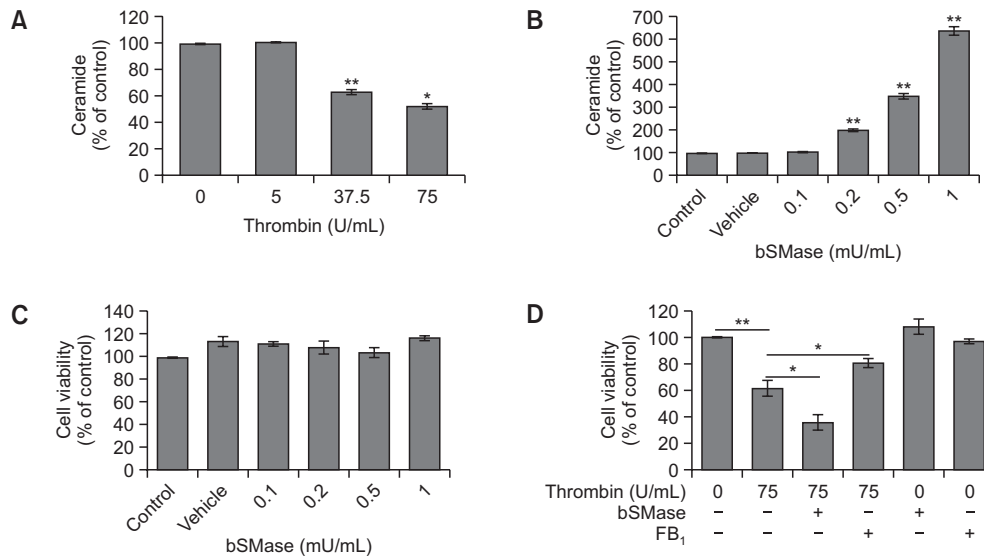 A
Ceramide
(% of control)
120
100
80
60
40
20
0
**
*
0 5 37.5 75
Thrombin (U/mL)
B
Ceramide
(% of control)
700
600
500
400
300
200
100
0
**
**
**
Control Vehicle 0.1 0.2 0.5 1
bSMase (mU/mL)
C
Cell viability
(% of control)
140
120
100
80
60
40
20
0
Control Vehicle 0.1 0.2 0.5 1
bSMase (mU/mL)
D
Cell viability
(% of control)
120
100
80
60
40
20
0
**
*
*
Thrombin (U/mL) 0 75 75 75 0 0
bSMase − − + − + −
FB₁ − − − + − +